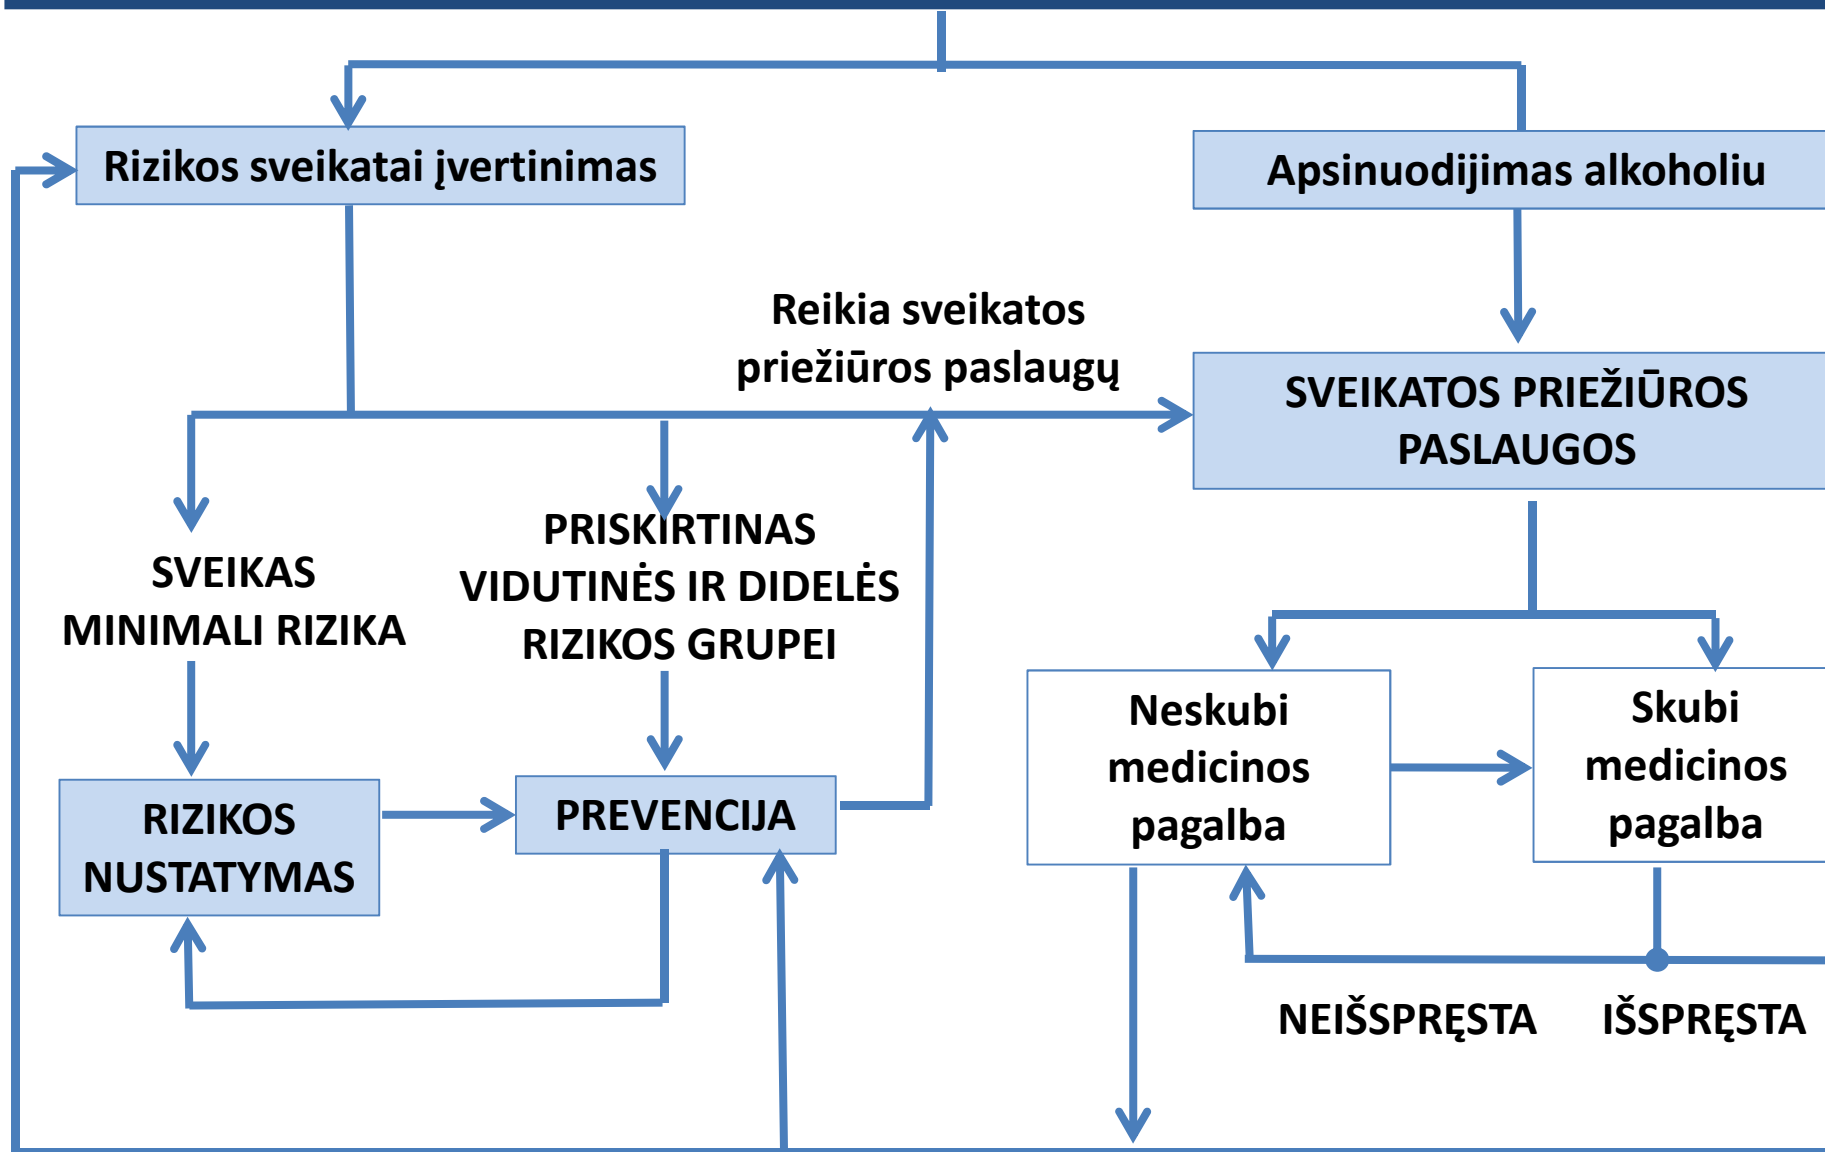 Rizikos sveikatai įvertinimas
Apsinuodijimas alkoholiu
Reikia sveikatos
priežiūros paslaugų
SVEIKATOS PRIEŽIŪROS
PASLAUGOS
SVEIKAS
MINIMALI RIZIKA
PRISKIRTINAS
VIDUTINĖS IR DIDELĖS
RIZIKOS GRUPEI
Neskubi
medicinos
pagalba
Skubi
medicinos
pagalba
RIZIKOS
NUSTATYMAS
PREVENCIJA
NEIŠSPRĘSTA
IŠSPRĘSTA